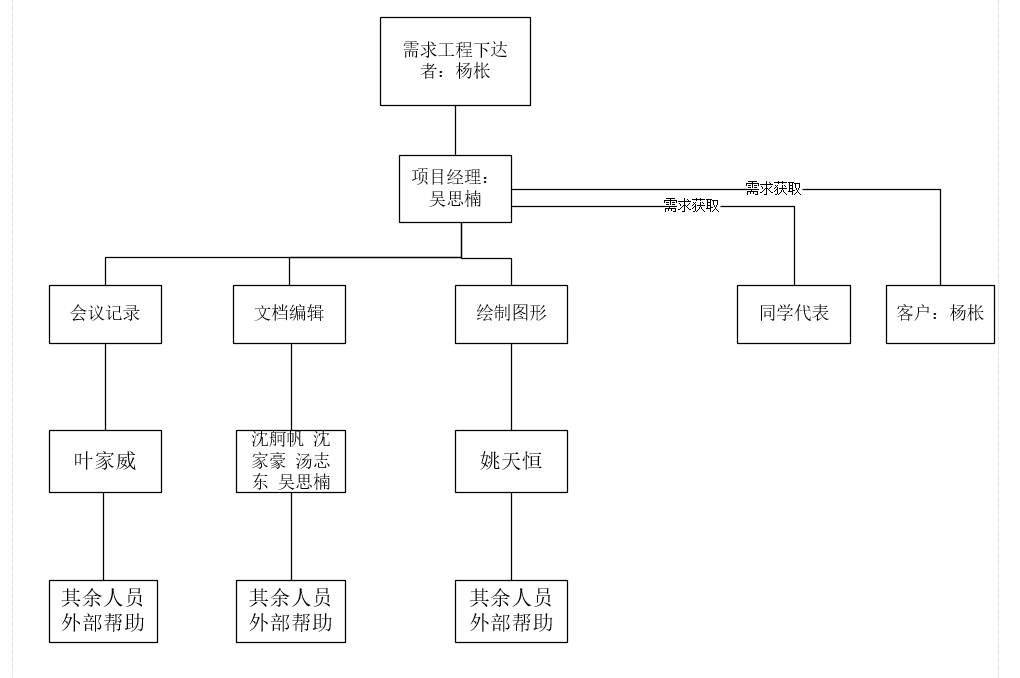 需求工程下达
者：杨枨
项目经理：
吴思楠
需求获取
需求获取
会议记录
文档编辑
绘制图形
同学代表
客户：杨枨
叶家威
沈舸帆 沈
家豪 汤志
东 吴思楠
姚天恒
其余人员
外部帮助
其余人员
外部帮助
其余人员
外部帮助